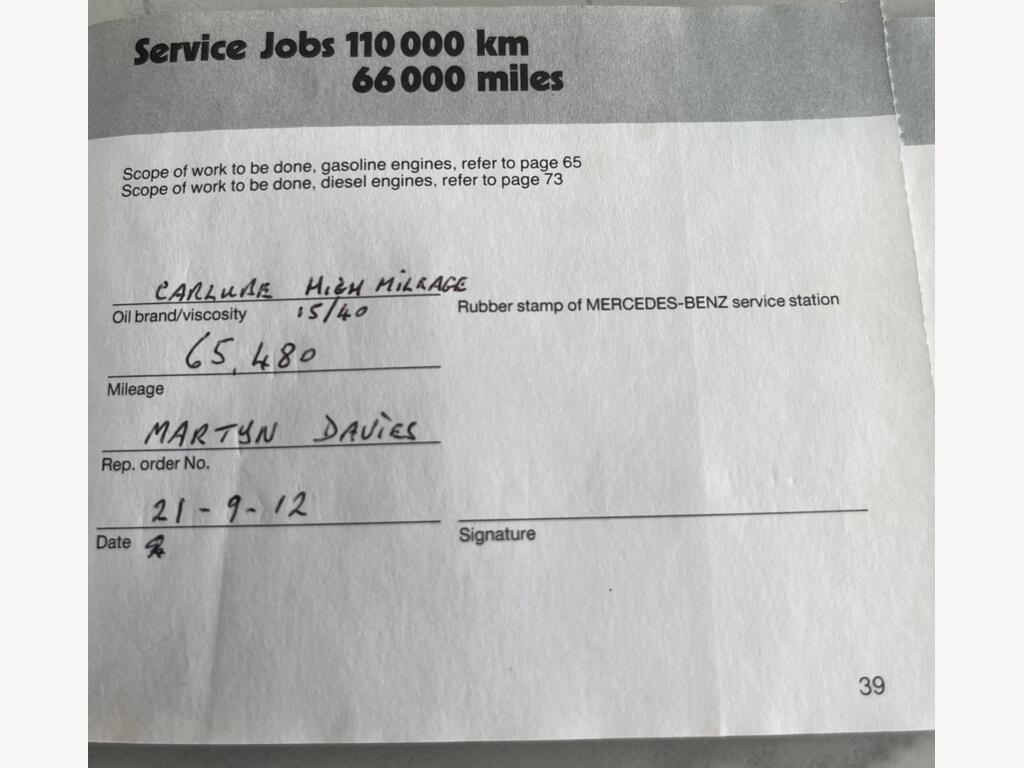 Service Jobs 110 000 km
66 000 miles
Scope of work to be done, gasoline engines, refer to page 65
Scope of work to be done, diesel engines, refer to page 73
CARLUBE HIGH MILEAGE
Oil brand/viscosity 15/40
Rubber stamp of MERCEDES-BENZ service station
65,480
Mileage
MARTYN DAVIES
Rep. order No.
21-9-12
Date
Signature
39